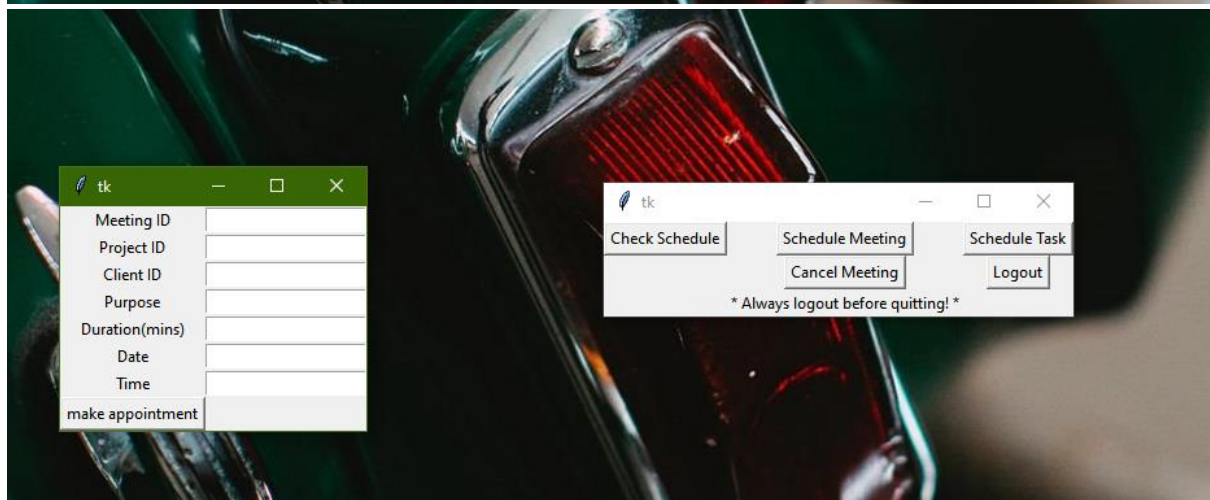 tk
Meeting ID
Project ID
Client ID
Purpose
Duration(mins)
Date
Time
make appointment
tk
Check Schedule Schedule Meeting Schedule Task
Cancel Meeting Logout
* Always logout before quitting! *